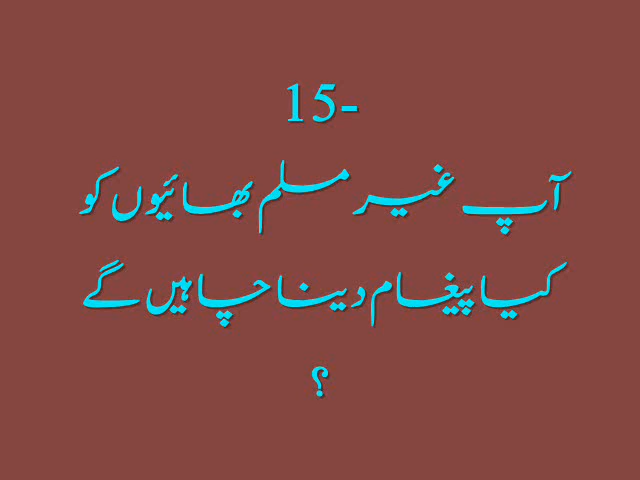 15-
آپ غیر مسلم بھائیوں کو
کیا پیغام دینا چاہیں گے
؟